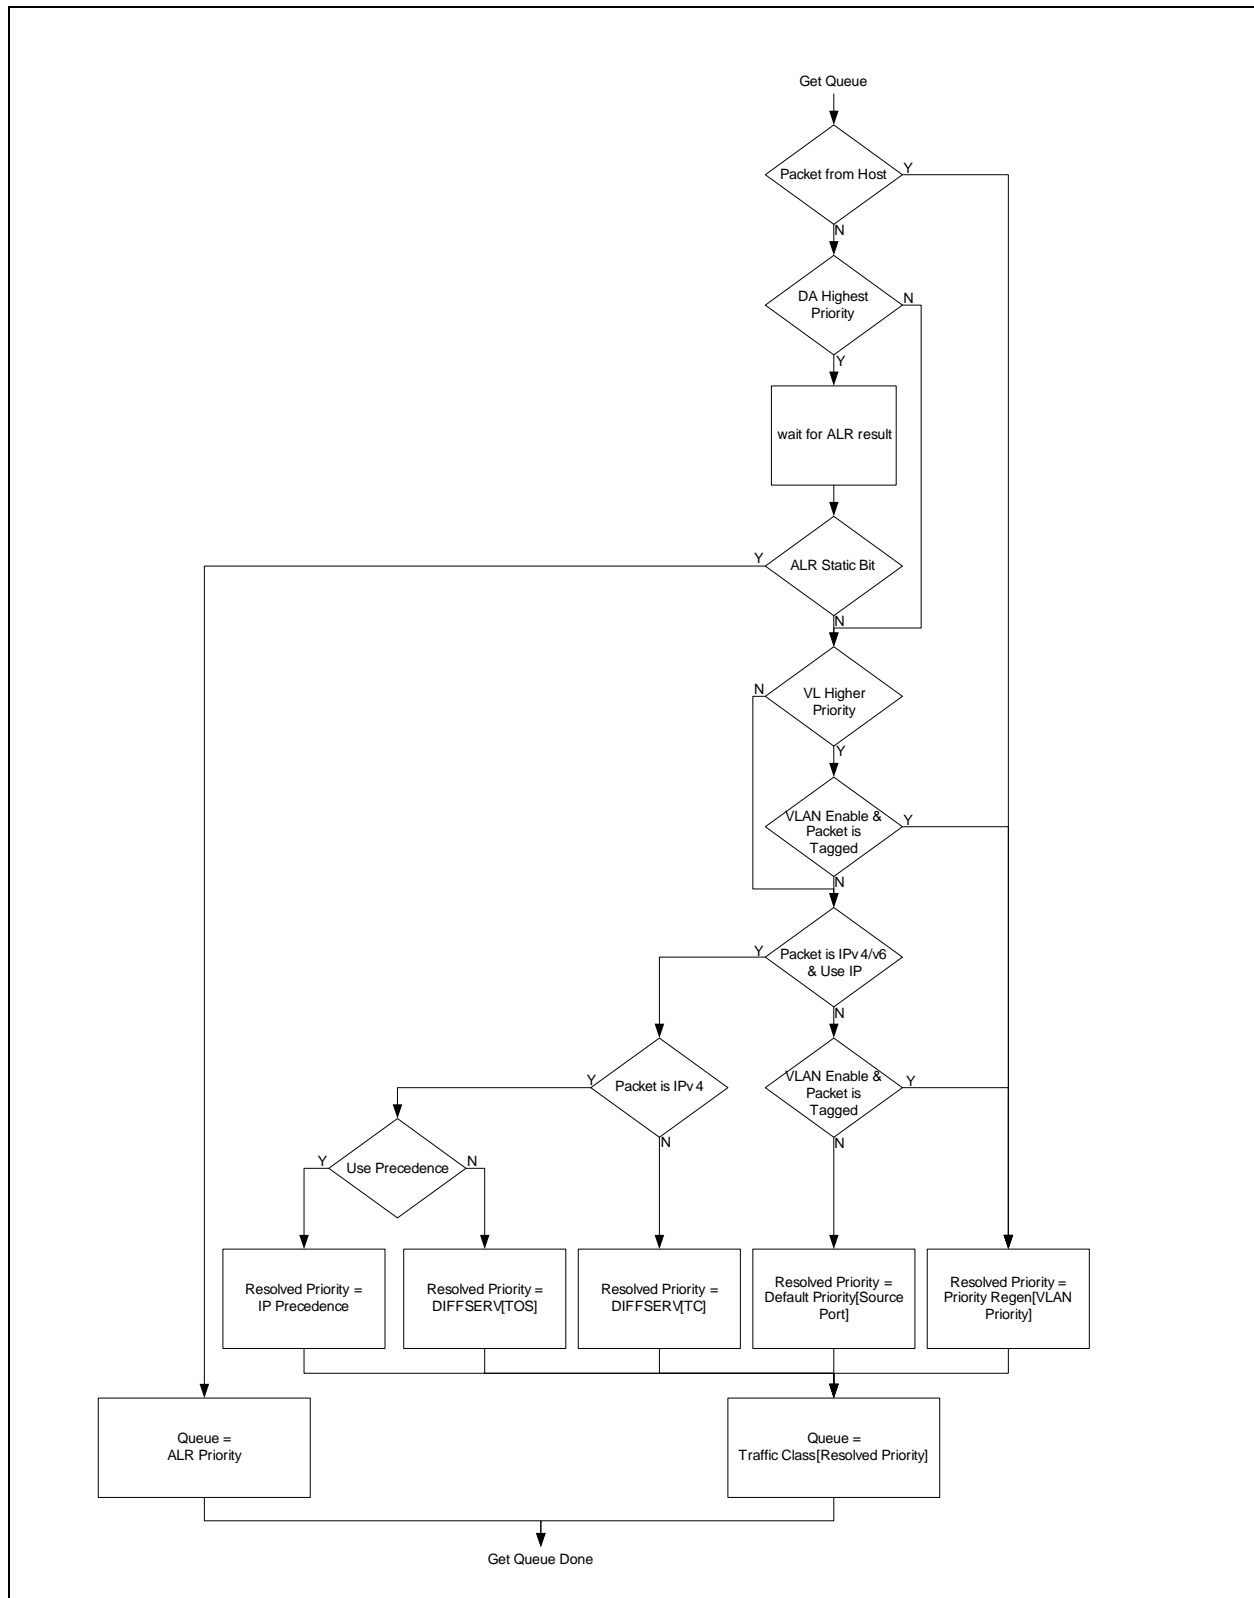 Get Queue
Packet from Host
Y
N
DA Highest
Priority
N
Y
wait for ALR result
Y
ALR Static Bit
N
N
VL Higher
Priority
Y
VLAN Enable &
Packet is
Tagged
Y
N
Y
Packet is IPv4/v6
& Use IP
N
Y
Packet is IPv4
N
VLAN Enable &
Packet is
Tagged
Y
N
Y
Use Precedence
N
Resolved Priority =
IP Precedence
Resolved Priority =
DIFFSERV[TOS]
Resolved Priority =
DIFFSERV[TC]
Resolved Priority =
Default Priority[Source
Port]
Resolved Priority =
Priority Regen[VLAN
Priority]
Queue =
ALR Priority
Queue =
Traffic Class[Resolved Priority]
Get Queue Done